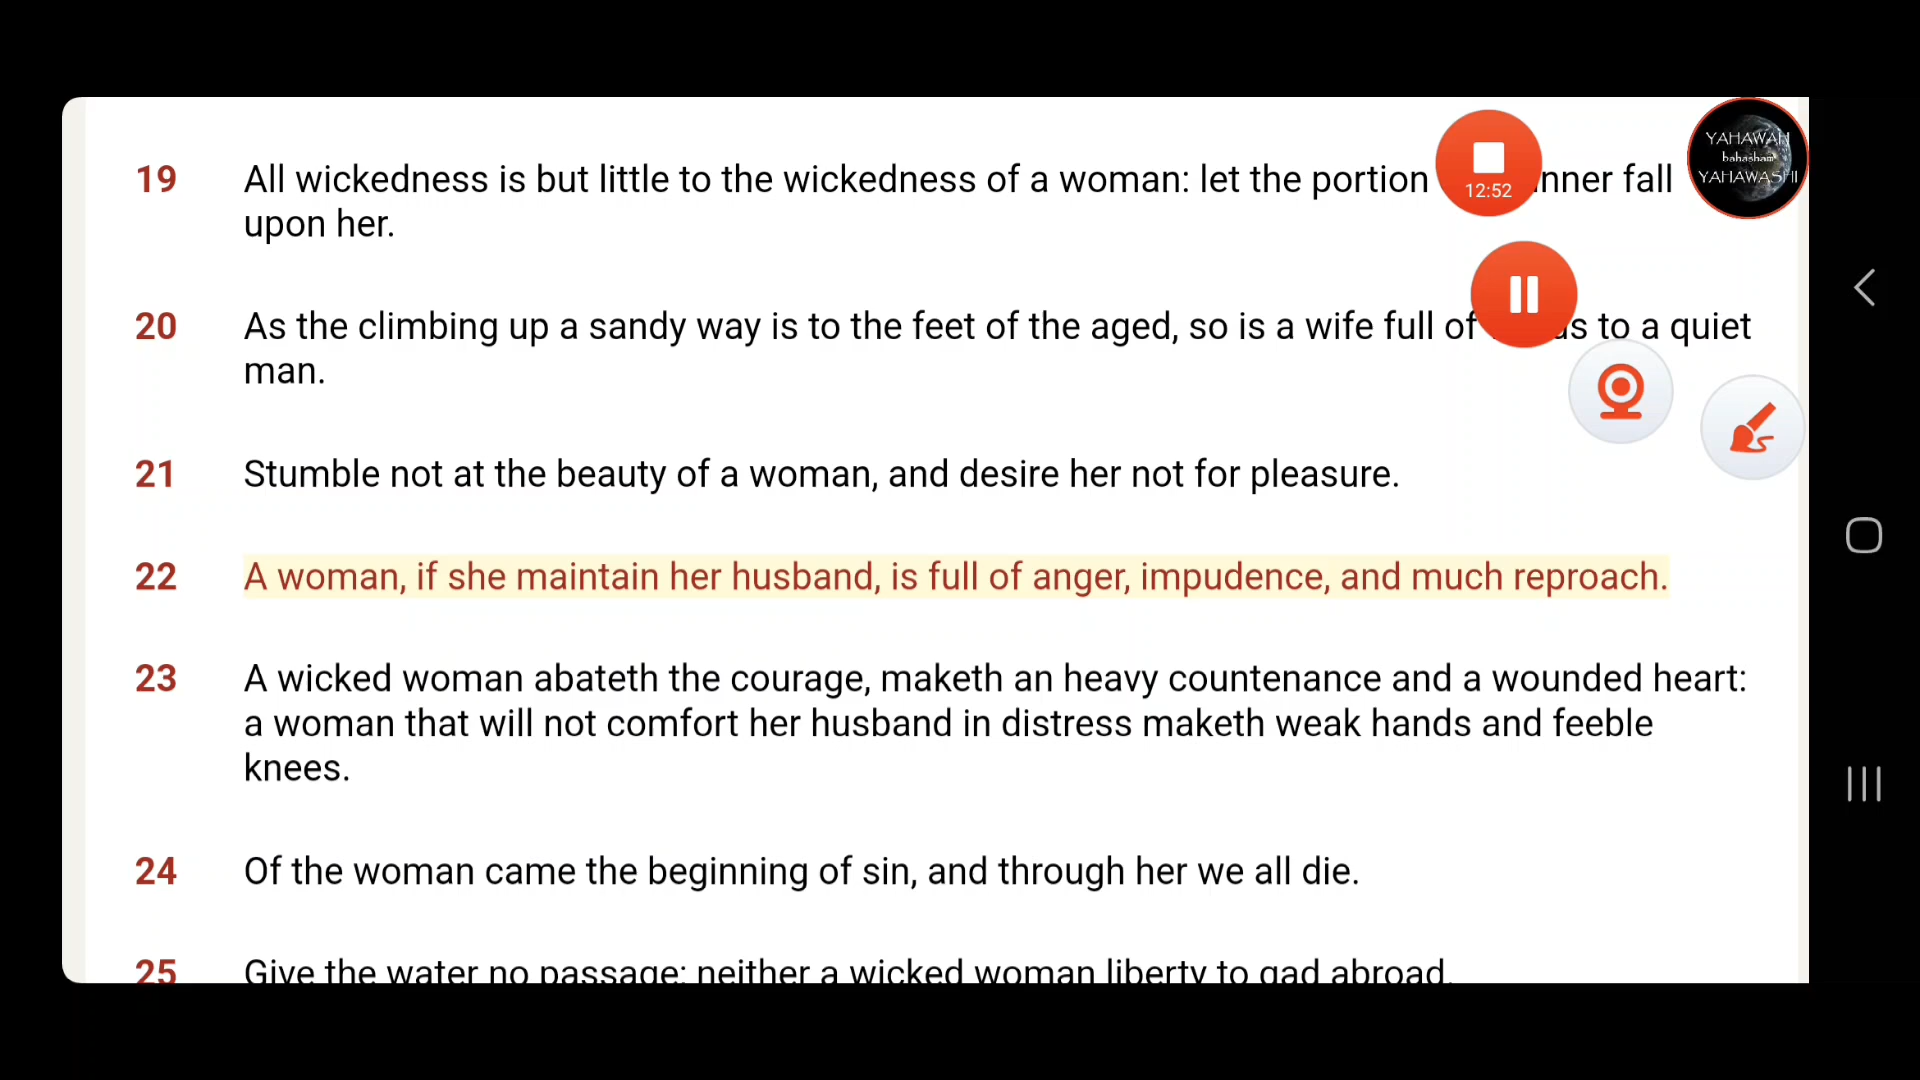 19 All wickedness is but little to the wickedness of a woman: let the portion nner fall
upon her.
20 As the climbing up a sandy way is to the feet of the aged, so is a wife full of s to a quiet
man.
21 Stumble not at the beauty of a woman, and desire her not for pleasure.
22 A woman, if she maintain her husband, is full of anger, impudence, and much reproach.
23 A wicked woman abateth the courage, maketh an heavy countenance and a wounded heart:
a woman that will not comfort her husband in distress maketh weak hands and feeble
knees.
24 Of the woman came the beginning of sin, and through her we all die.
25 Give the water no passage; neither a wicked woman liberty to gad abroad.
12:52
YAHAWAH
bahasham
YAHAWASHI